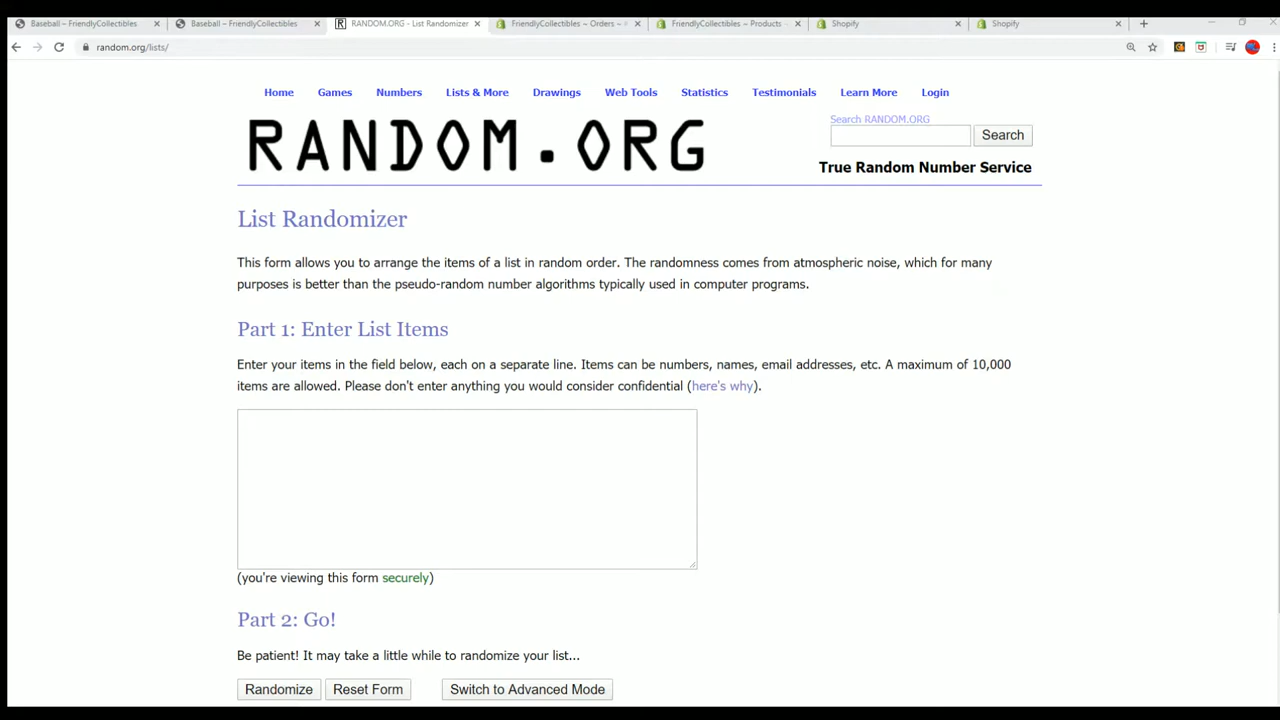 Baseball ~ FriendlyCollectibles
Baseball ~ FriendlyCollectibles
RANDOM.ORG - List Randomizer
FriendlyCollectibles ~ Orders ~
FriendlyCollectibles ~ Products ~
Shopify
Shopify
random.org/lists/
Home Games Numbers Lists & More Drawings Web Tools Statistics Testimonials Learn More Login
RANDOM.ORG
Search RANDOM.ORG
Search
True Random Number Service
List Randomizer
This form allows you to arrange the items of a list in random order. The randomness comes from atmospheric noise, which for many
purposes is better than the pseudo-random number algorithms typically used in computer programs.
Part 1: Enter List Items
Enter your items in the field below, each on a separate line. Items can be numbers, names, email addresses, etc. A maximum of 10,000
items are allowed. Please don't enter anything you would consider confidential (here's why).
(you're viewing this form securely)
Part 2: Go!
Be patient! It may take a little while to randomize your list...
Randomize Reset Form Switch to Advanced Mode